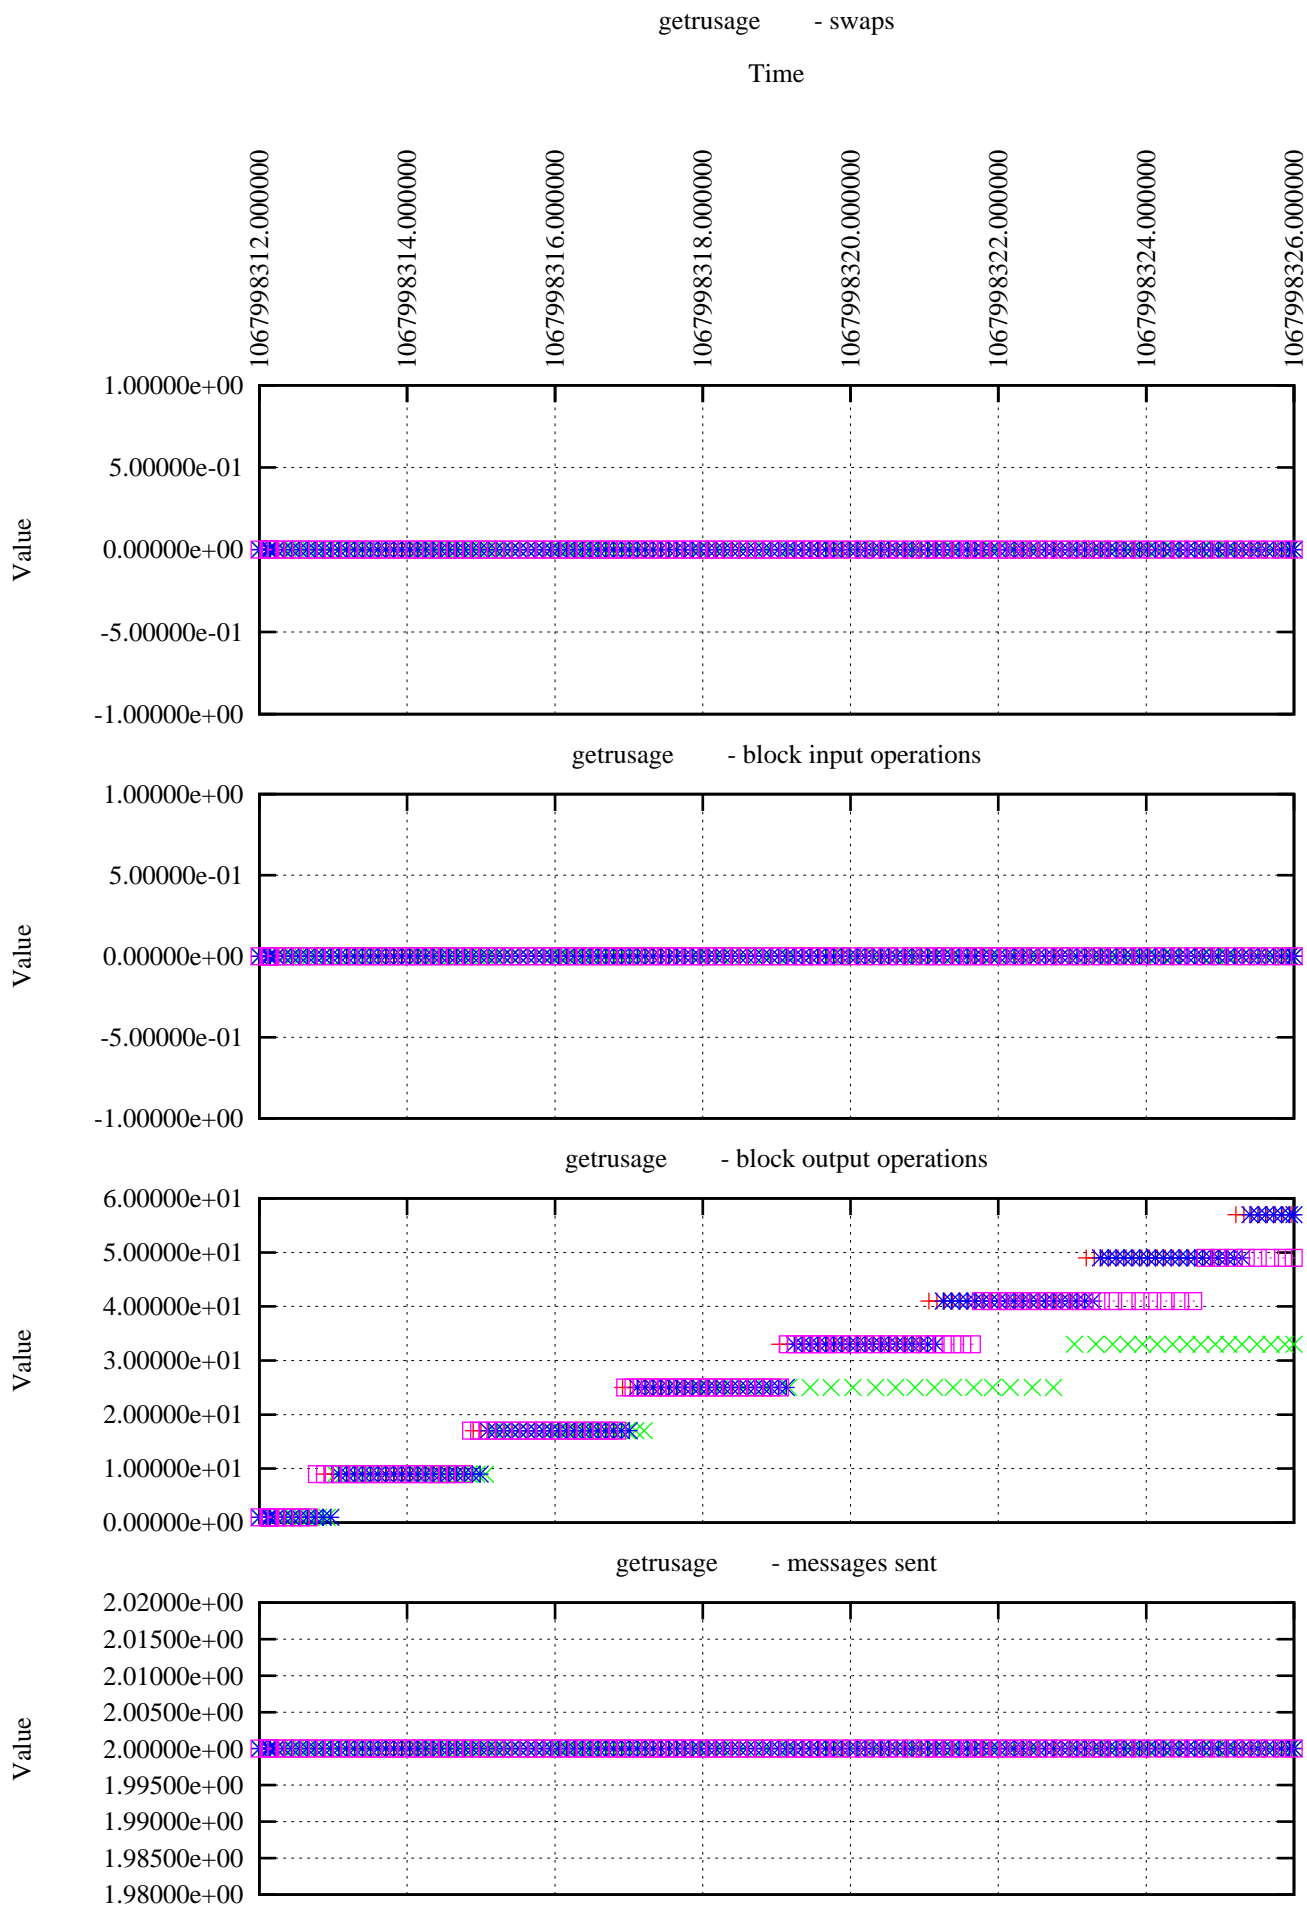 getrusage - swaps
Time
1067998312.000000
1067998314.000000
1067998316.000000
1067998318.000000
1067998320.000000
1067998322.000000
1067998324.000000
1067998326.000000
1.00000e+00
5.00000e-01
0.00000e+00
-5.00000e-01
-1.00000e+00
Value
getrusage - block input operations
1.00000e+00
5.00000e-01
0.00000e+00
-5.00000e-01
-1.00000e+00
Value
getrusage - block output operations
6.00000e+01
5.00000e+01
4.00000e+01
3.00000e+01
2.00000e+01
1.00000e+01
0.00000e+00
Value
getrusage - messages sent
2.02000e+00
2.01500e+00
2.01000e+00
2.00500e+00
2.00000e+00
1.99500e+00
1.99000e+00
1.98500e+00
1.98000e+00
Value